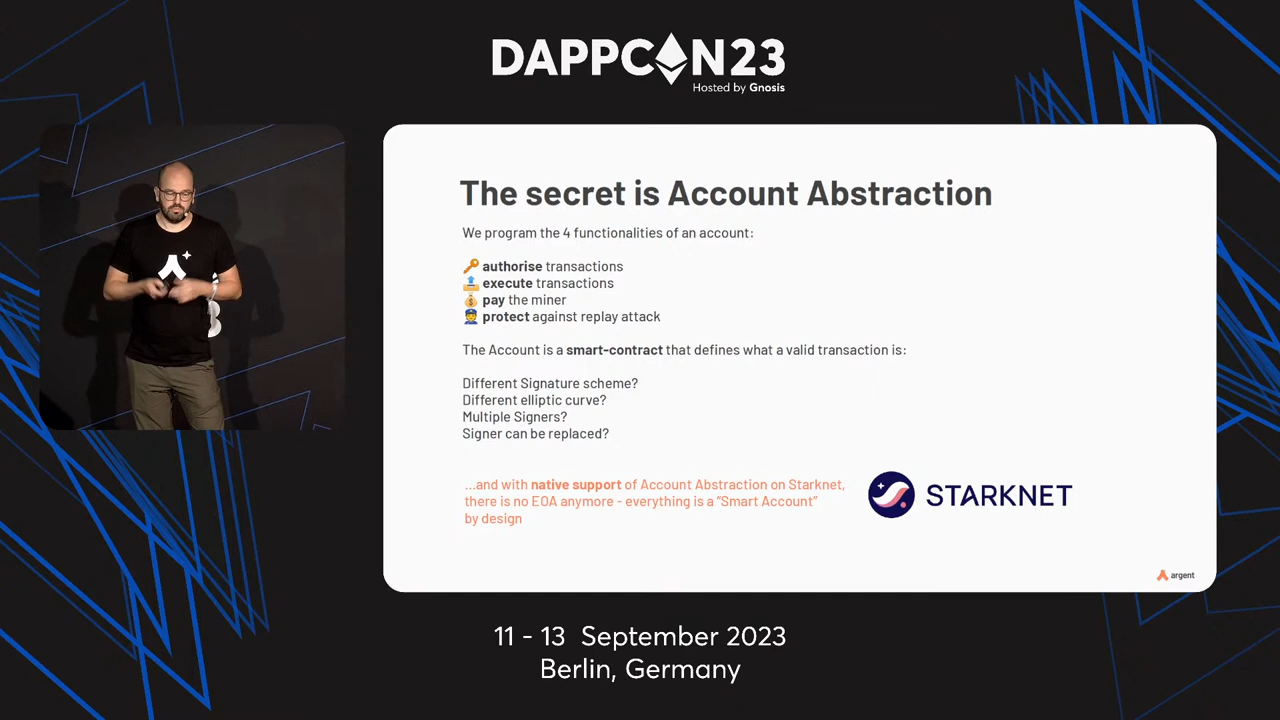 DAPPCON23
Hosted by Gnosis
The secret is Account Abstraction
We program the 4 functionalities of an account:
authorise transactions
execute transactions
pay the miner
protect against replay attack
The Account is a smart-contract that defines what a valid transaction is:
Different Signature scheme?
Different elliptic curve?
Multiple Signers?
Signer can be replaced?
...and with native support of Account Abstraction on Starknet,
there is no EOA anymore - everything is a “Smart Account”
by design
STARKNET
argent
11 - 13 September 2023
Berlin, Germany